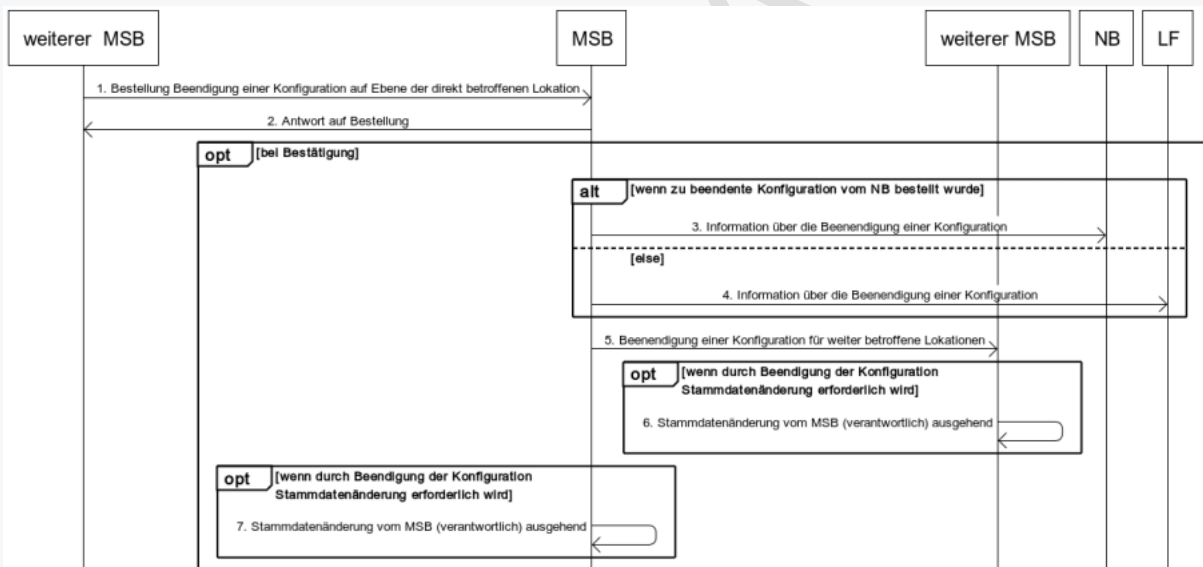 weiterer MSB
MSB
weiterer MSB
NB
LF
1. Bestellung Beendigung einer Konfiguration auf Ebene der direkt betroffenen Lokation
2. Antwort auf Bestellung
opt [bei Bestätigung]
alt [wenn zu beendente Konfiguration vom NB bestellt wurde]
3. Information über die Beenendigung einer Konfiguration
[else]
4. Information über die Beenendigung einer Konfiguration
5. Beenendigung einer Konfiguration für weiter betroffene Lokationen
opt [wenn durch Beendigung der Konfiguration
Stammdatenänderung erforderlich wird]
6. Stammdatenänderung vom MSB (verantwortlich) ausgehend
opt [wenn durch Beendigung der Konfiguration
Stammdatenänderung erforderlich wird]
7. Stammdatenänderung vom MSB (verantwortlich) ausgehend